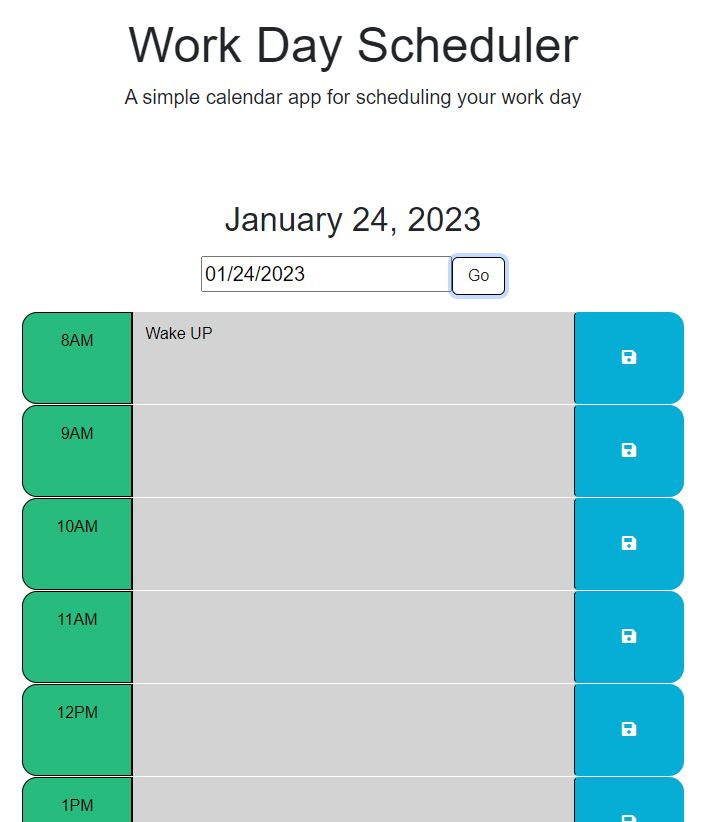 Work Day Scheduler
A simple calendar app for scheduling your work day
January 24, 2023
01/24/2023 Go
8AM Wake UP
9AM
10AM
11AM
12PM
1PM